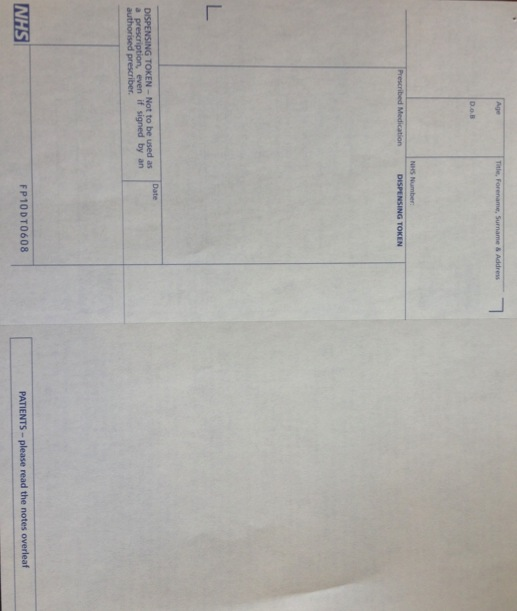 Age
Title, Forename, Surname & Address
D.o.B
NHS Number:
Prescribed Medication
DISPENSING TOKEN
Date
DISPENSING TOKEN – Not to be used as
a prescription, even if signed by an
authorised prescriber.
NHS
FP10DT0608
PATIENTS – please read the notes overleaf